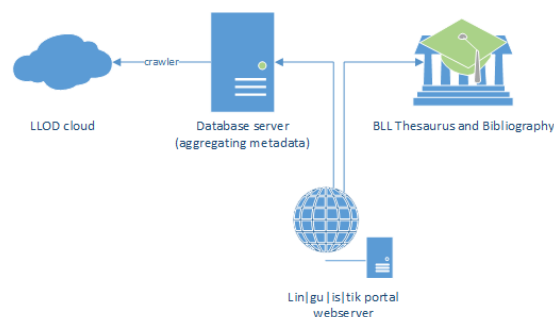 crawler
LLOD cloud
Database server
(aggregating metadata)
BLL Thesaurus and Bibliography
Lin|gu|is|tik portal
webserver